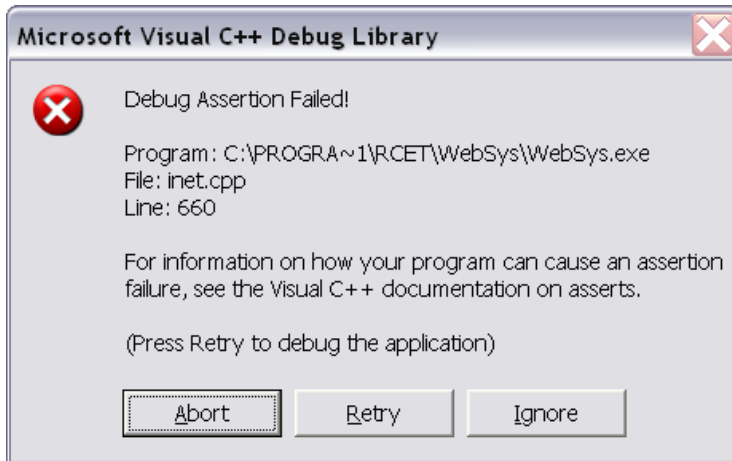 Microsoft Visual C++ Debug Library
Debug Assertion Failed!
Program: C:\PROGRA~1\RCET\WebSys\WebSys.exe
File: inet.cpp
Line: 660
For information on how your program can cause an assertion
failure, see the Visual C++ documentation on asserts.
(Press Retry to debug the application)
Abort
Retry
Ignore